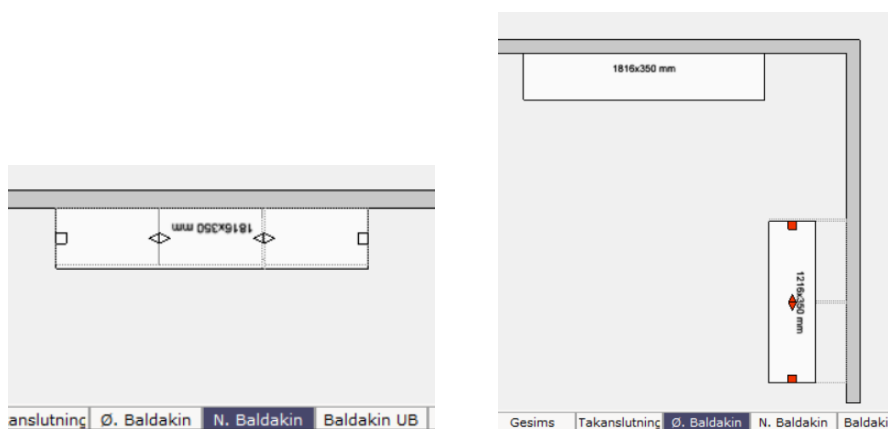 1816x350 mm
anslutning Ø. Baldakin N. Baldakin Baldakin UB
1816x350 mm
1216x350 mm
Gesims Takanslutning Ø. Baldakin N. Baldakin Baldaki